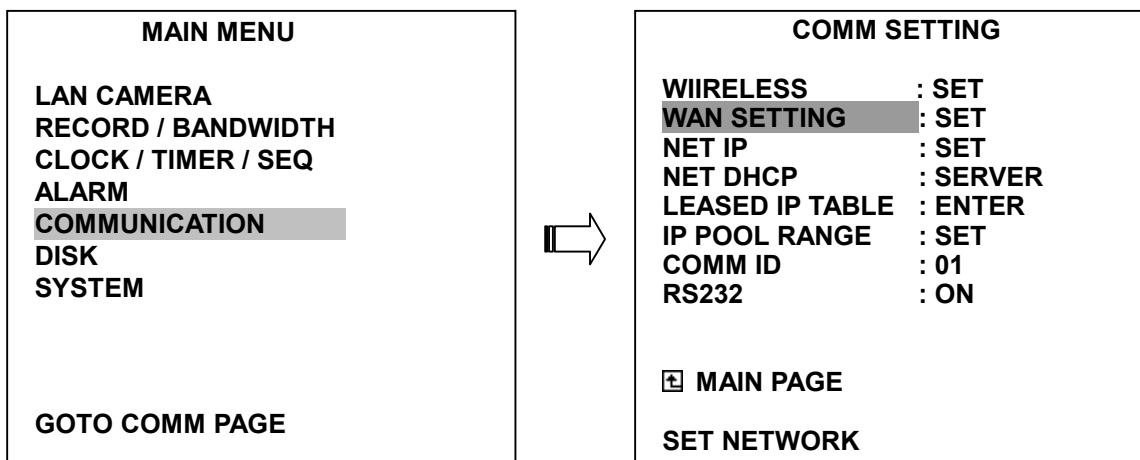 MAIN MENU
LAN CAMERA
RECORD / BANDWIDTH
CLOCK / TIMER / SEQ
ALARM
COMMUNICATION
DISK
SYSTEM
GOTO COMM PAGE
COMM SETTING
WIIRELESS : SET
WAN SETTING : SET
NET IP : SET
NET DHCP : SERVER
LEASED IP TABLE : ENTER
IP POOL RANGE : SET
COMM ID : 01
RS232 : ON
MAIN PAGE
SET NETWORK